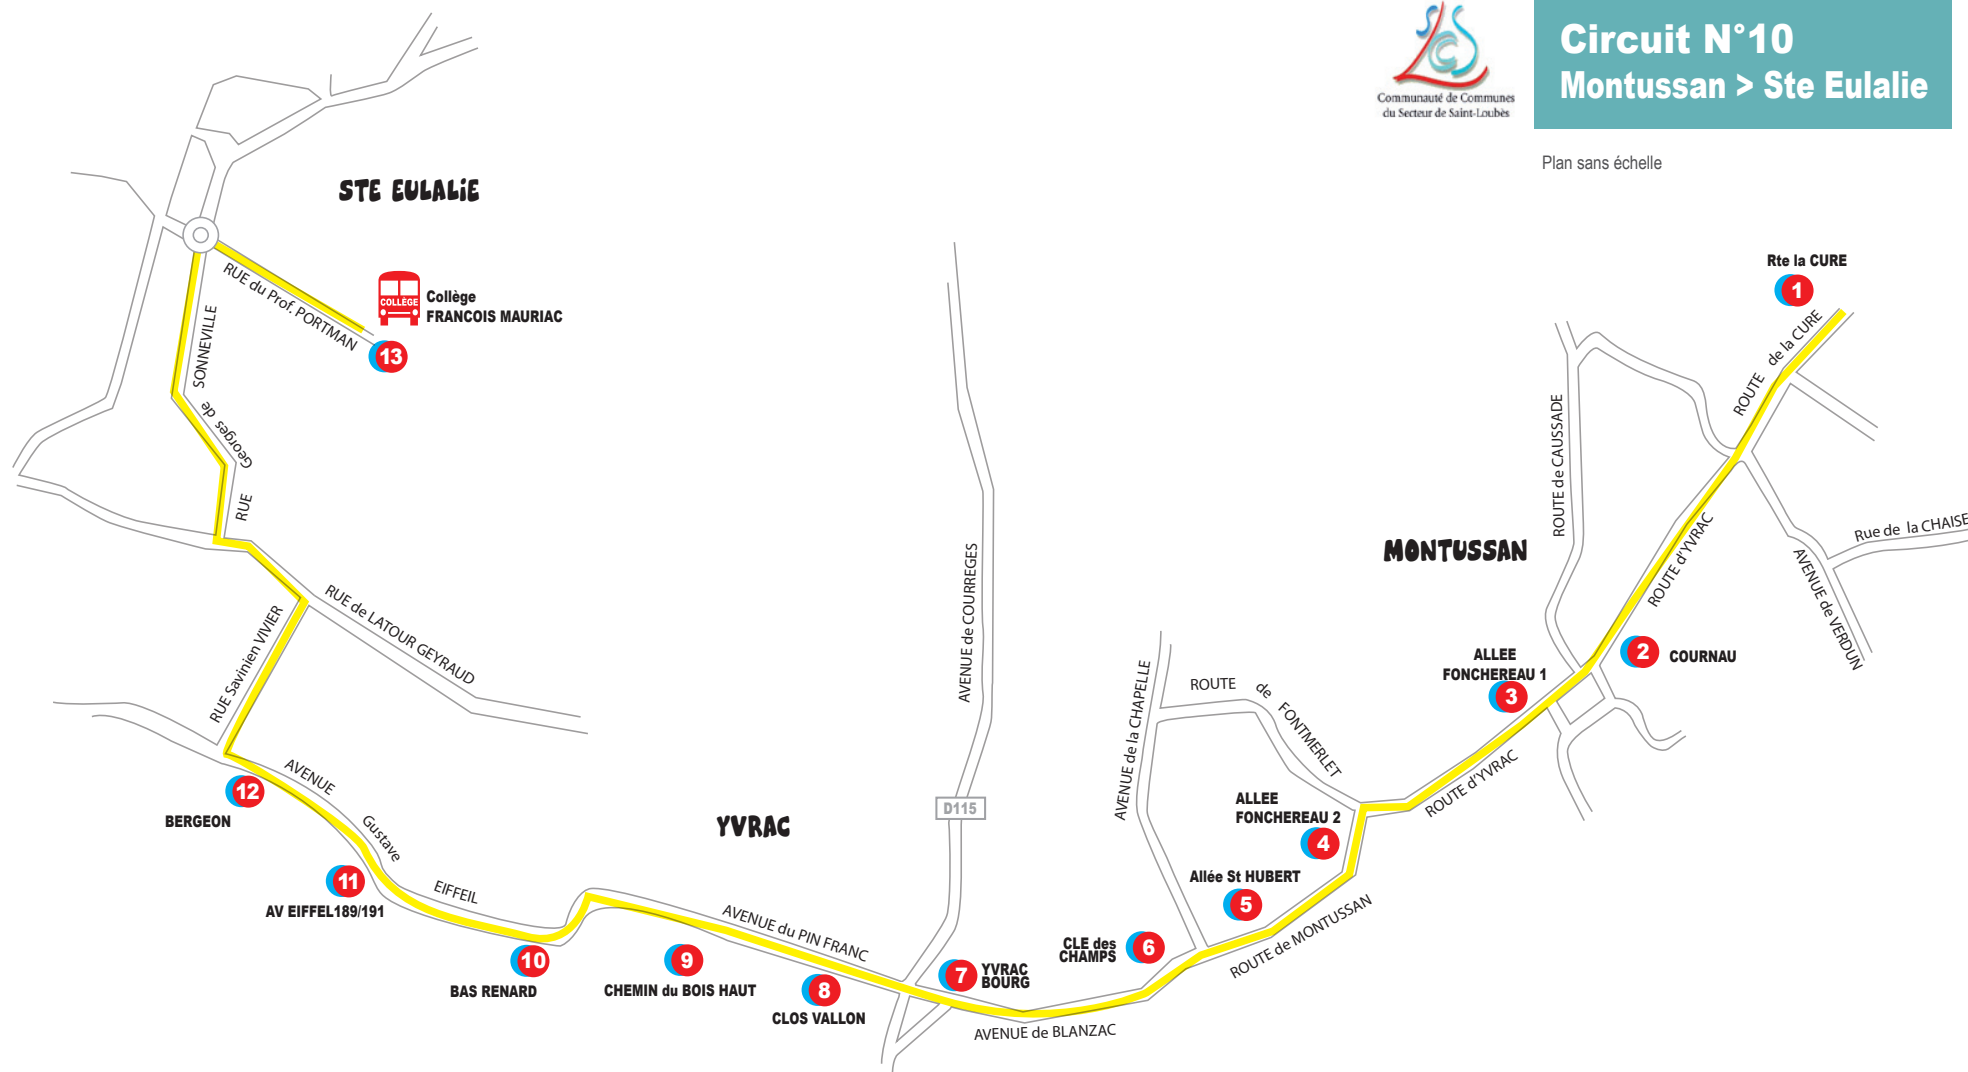 Communauté de Communes
du Secteur de Saint-Loubès
Circuit N°10
Montussan > Ste Eulalie
Plan sans échelle
STE EULALiE
RUE du Prof. PORTMAN
COLLÈGE
Collège
FRANCOIS MAURIAC
13
RUE
Georges de
SONNEVILLE
RUE de LATOUR GEYRAUD
RUE Savinien VIVIER
Rte la CURE
1
ROUTE de la CURE
ROUTE de CAUSSADE
MONTUSSAN
ROUTE d'YVRAC
Rue de la CHAISE
AVENUE de VERDUN
2
COURNAU
ALLEE
FONCHEREAU 1
3
ROUTE d'YVRAC
AVENUE de COURREGES
D115
AVENUE de la CHAPELLE
ROUTE de FONTMERLET
ALLEE
FONCHEREAU 2
4
Allée St HUBERT
5
ROUTE de MONTUSSAN
CLE des
CHAMPS
6
YVRAC
7
YVRAC
BOURG
AVENUE de BLANZAC
AVENUE du PIN FRANC
8
CLOS VALLON
9
CHEMIN du BOIS HAUT
10
BAS RENARD
AVENUE
Gustave
EIFFEIL
11
AV EIFFEL189/191
12
BERGEON